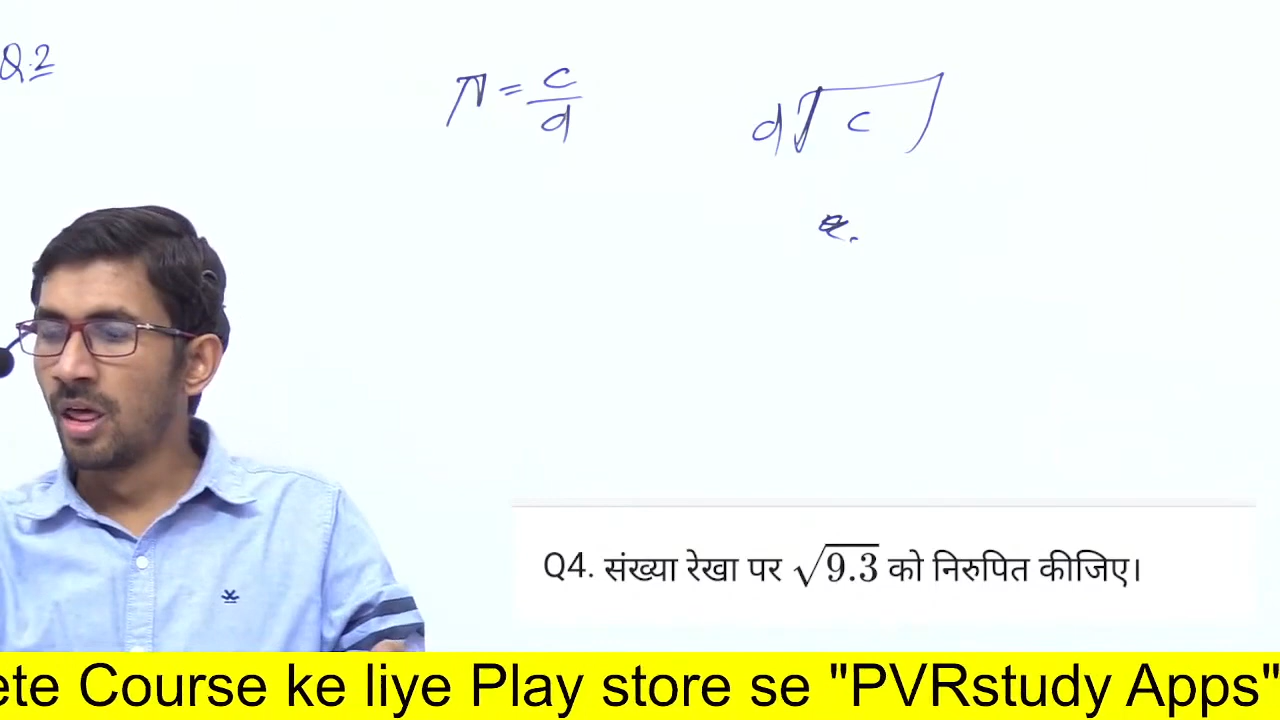 Q.2
π = c/d
d√c
Q4. संख्या रेखा पर √9.3 को निरुपित कीजिए।
ete Course ke liye Play store se "PVRstudy Apps"